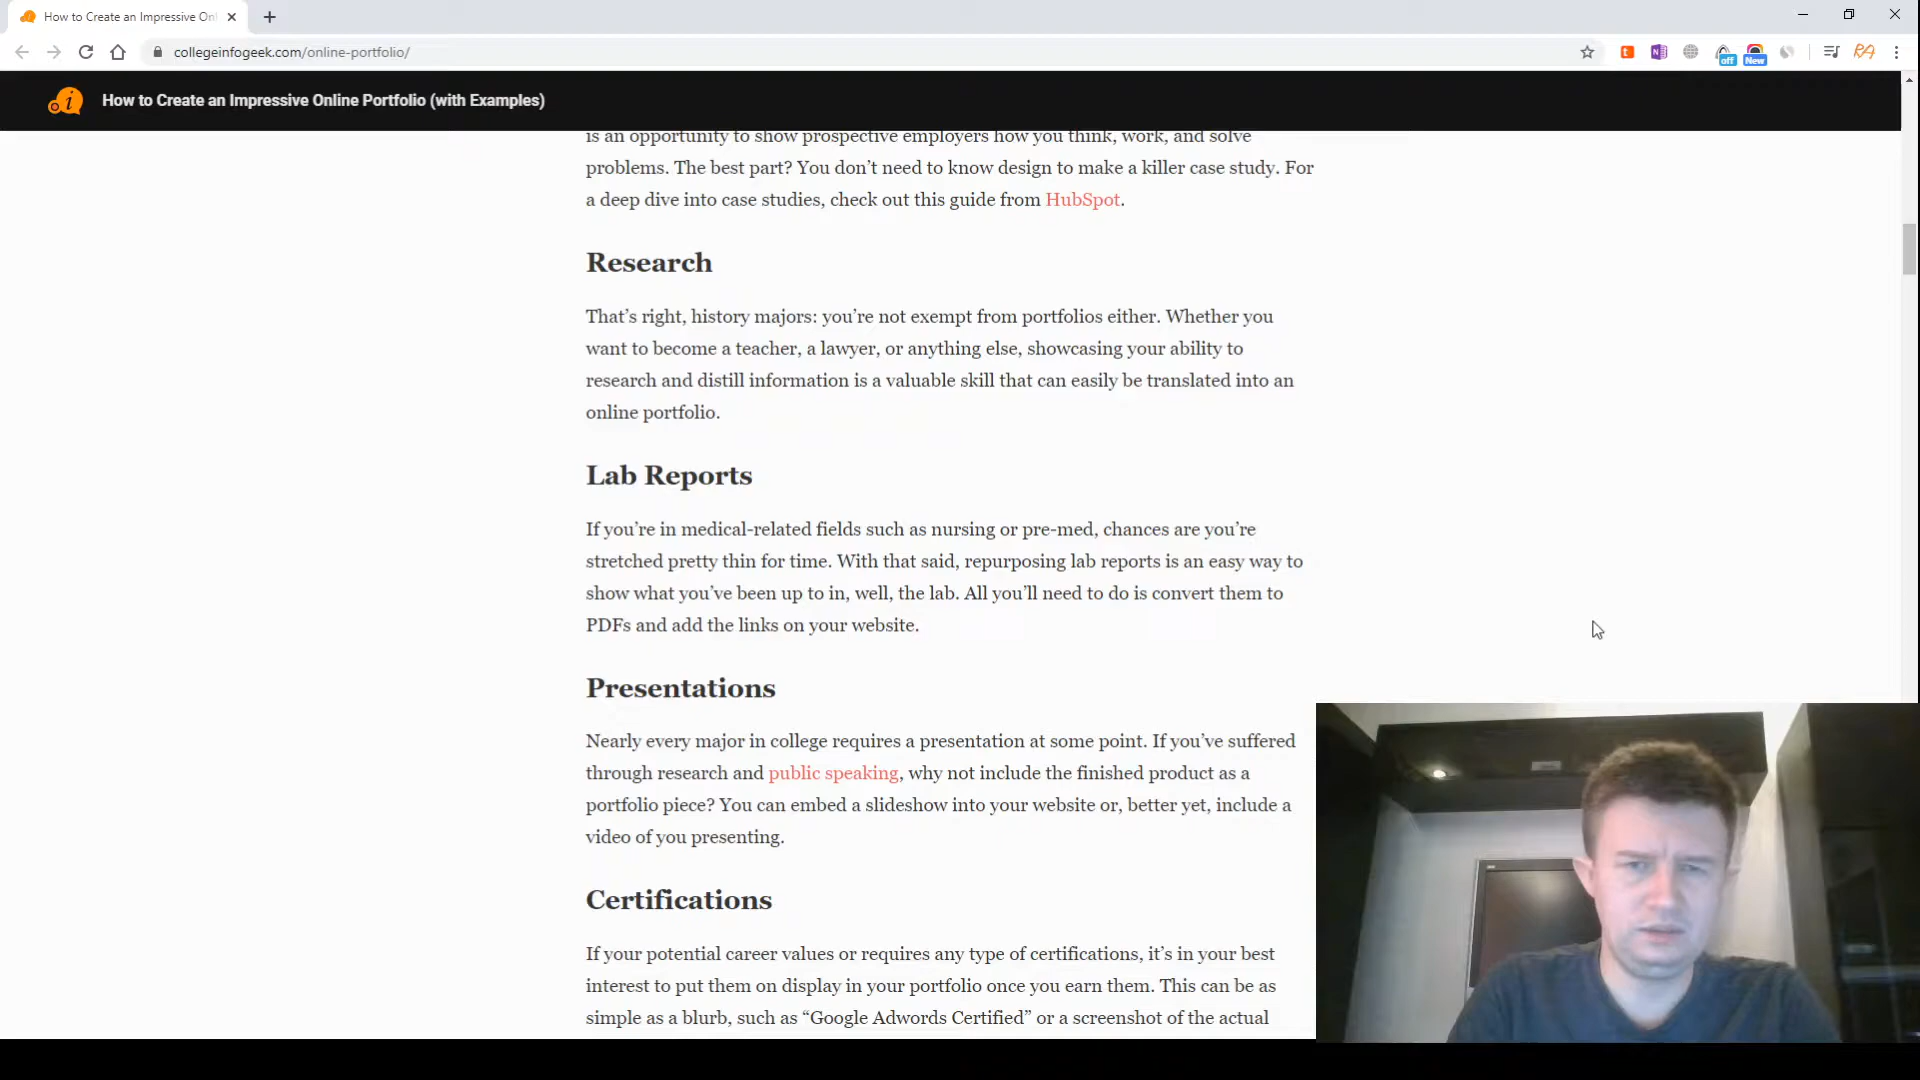 How to Create an Impressive Onl
collegeinfogeek.com/online-portfolio/
off
New
How to Create an Impressive Online Portfolio (with Examples)
is an opportunity to show prospective employers how you think, work, and solve
problems. The best part? You don’t need to know design to make a killer case study. For
a deep dive into case studies, check out this guide from HubSpot.
Research
That’s right, history majors: you’re not exempt from portfolios either. Whether you
want to become a teacher, a lawyer, or anything else, showcasing your ability to
research and distill information is a valuable skill that can easily be translated into an
online portfolio.
Lab Reports
If you’re in medical-related fields such as nursing or pre-med, chances are you’re
stretched pretty thin for time. With that said, repurposing lab reports is an easy way to
show what you’ve been up to in, well, the lab. All you’ll need to do is convert them to
PDFs and add the links on your website.
Presentations
Nearly every major in college requires a presentation at some point. If you’ve suffered
through research and public speaking, why not include the finished product as a
portfolio piece? You can embed a slideshow into your website or, better yet, include a
video of you presenting.
Certifications
If your potential career values or requires any type of certifications, it’s in your best
interest to put them on display in your portfolio once you earn them. This can be as
simple as a blurb, such as “Google Adwords Certified” or a screenshot of the actual